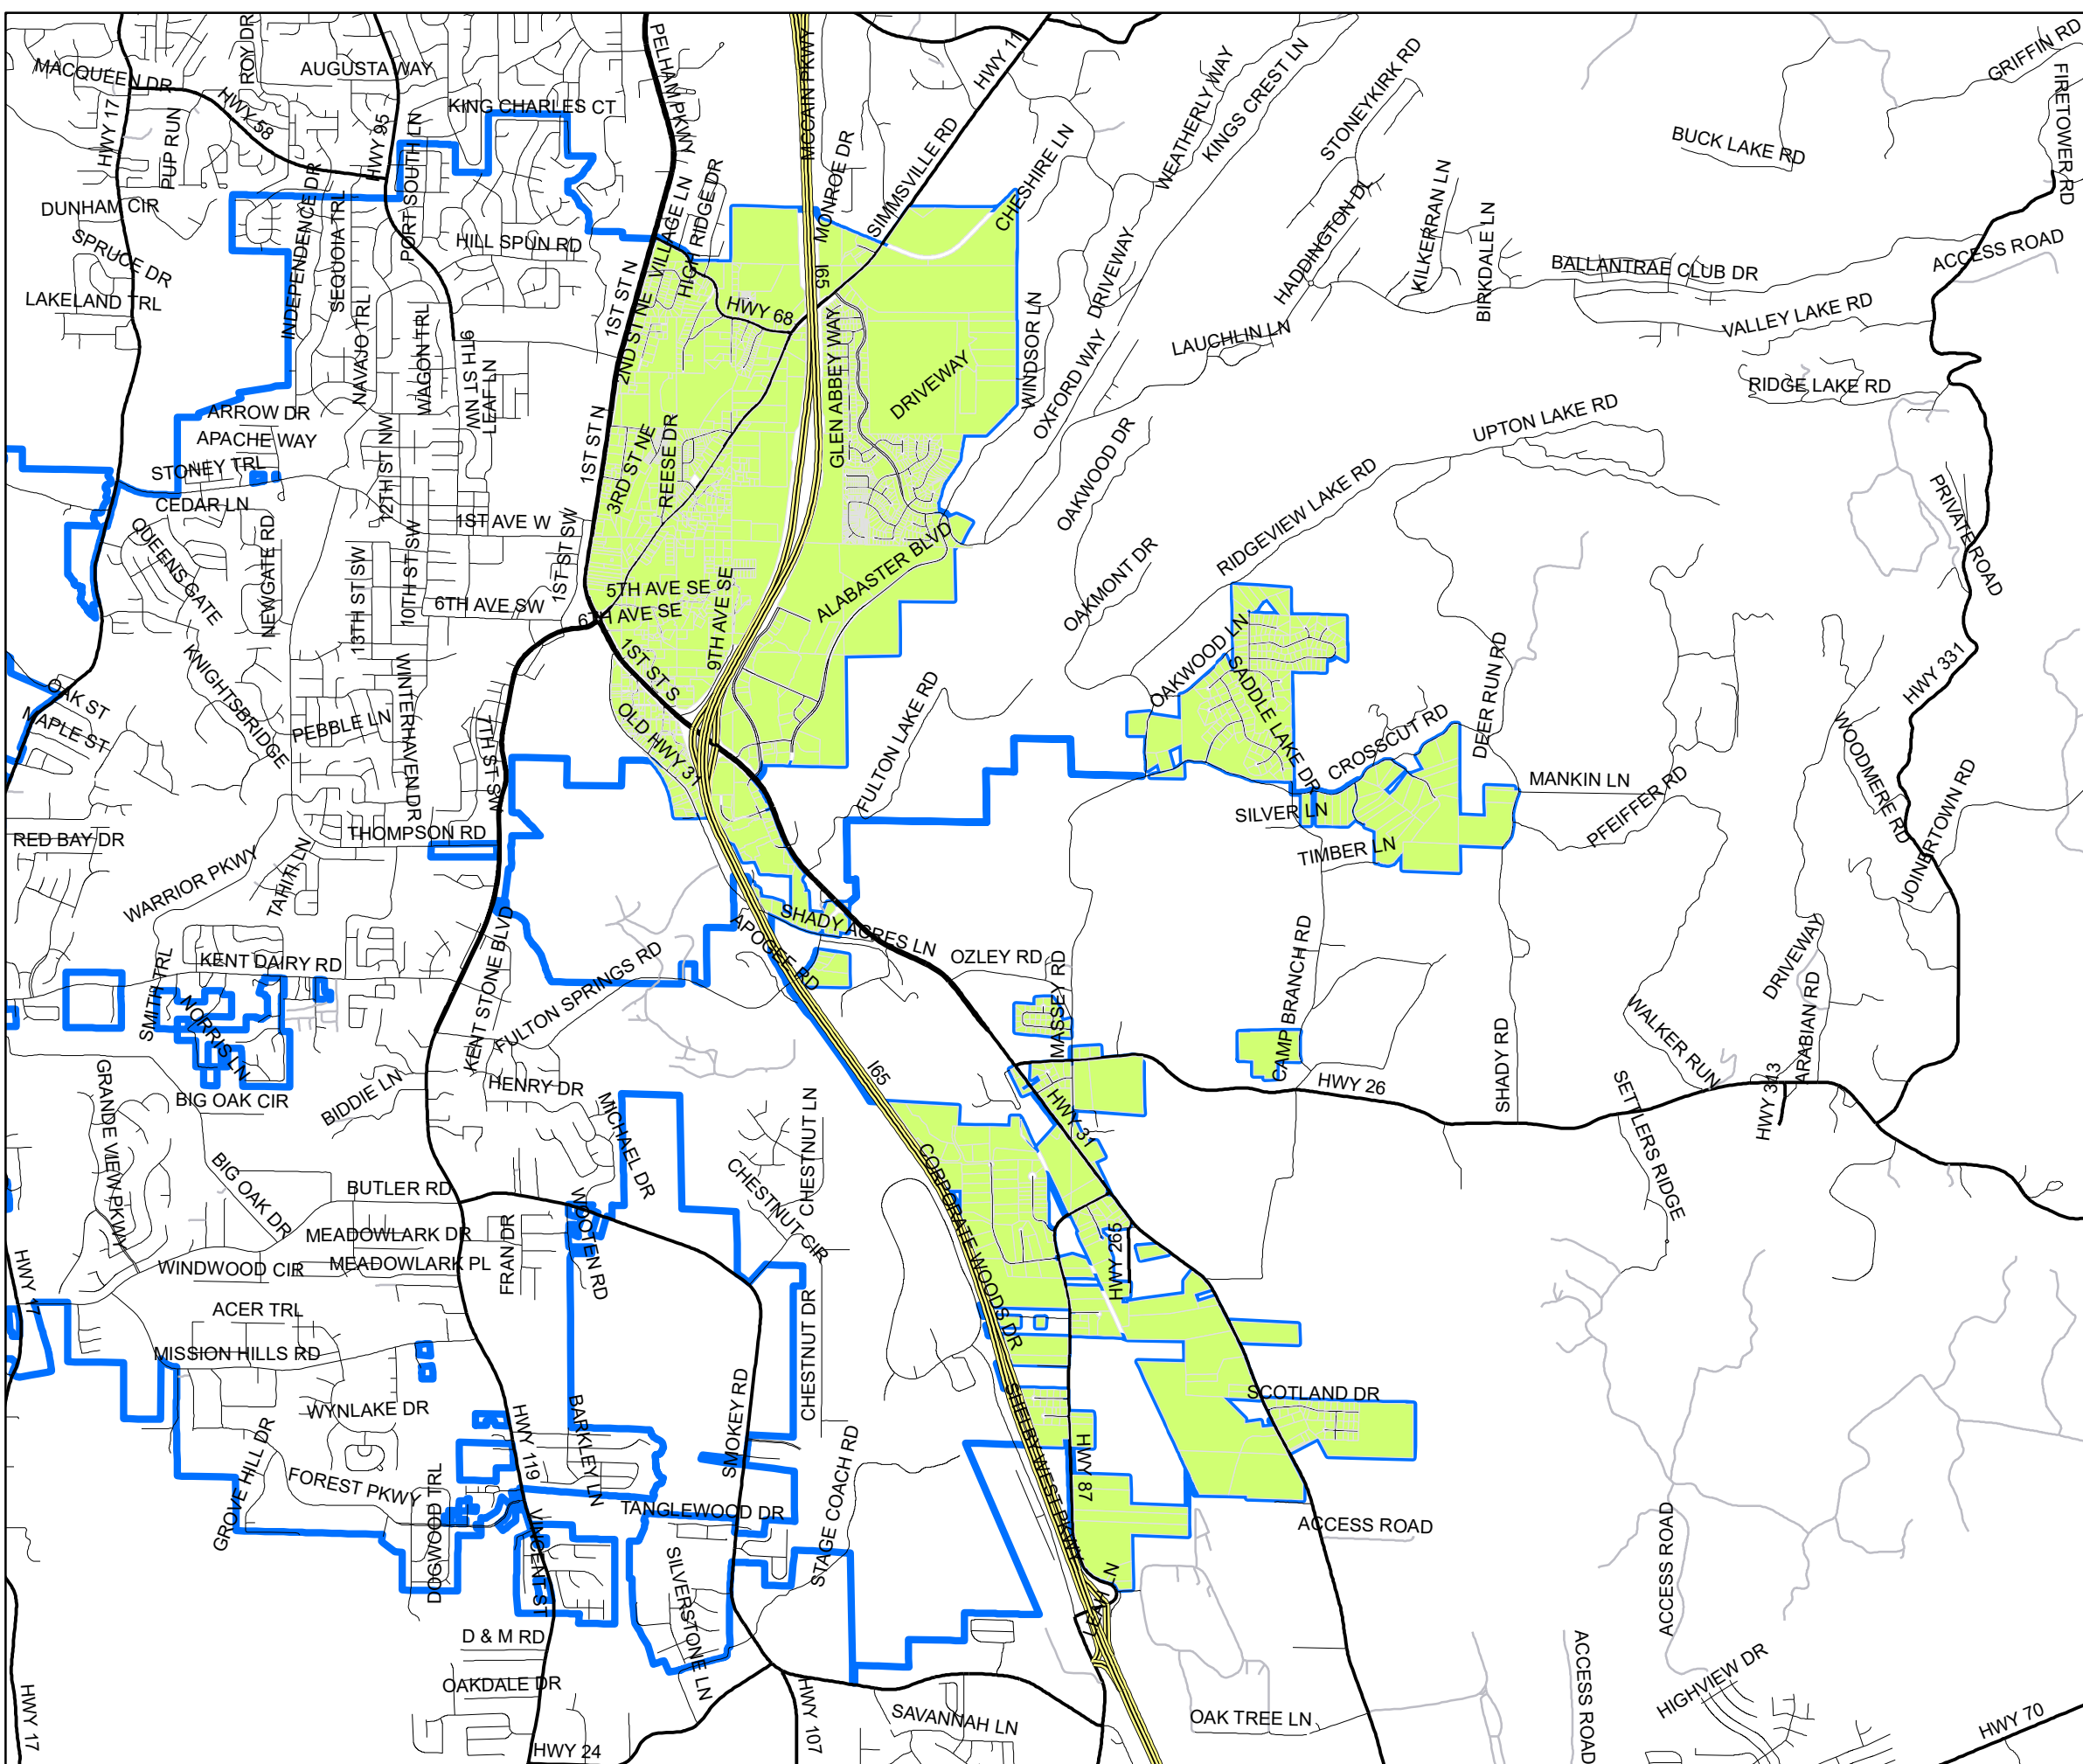 MACQUEEN DR
ROY DR
AUGUSTA WAY
PELHAM PKWY
MCCAIN PKWY
HWY 11
WEATHERLY WAY
KINGS CREST LN
STONEYKIRK RD
GRIFFIN RD
FIRETOWER RD
HWY 17
PUP RUN
HWY 58
HWY 95
KING CHARLES CT
PORT SOUTH LN
MONROE DR
SIMMSVILLE RD
CHESHIRE LN
BUCK LAKE RD
DUNHAM CIR
SPRUCE DR
LAKELAND TRL
INDEPENDENCE DR
SEQUOIA TRL
HILL SPUN RD
VILLAGE LN
HIGH RIDGE DR
I65
HADDINGTON
KILKERRAN LN
BIRKDALE LN
BALLANTRAE CLUB DR
ACCESS ROAD
VALLEY LAKE RD
RIDGE LAKE RD
NAVAJO TRL
WAGON TRL
9TH ST NW
LEAF LN
1ST ST N
2ND ST NE
HWY 68
GLEN ABBEY WAY
DRIVEWAY
WINDSOR LN
OXFORD WAY
DRIVEWAY
LAUCHLIN LN
ARROW DR
APACHE WAY
STONEY TRL
CEDAR LN
12TH ST NW
1ST ST N
3RD ST NE
REESE DR
OAKWOOD DR
UPTON LAKE RD
RIDGEVIEW LAKE RD
PRIVATE ROAD
QUEENS GATE
NEWGATE RD
13TH ST SW
10TH ST SW
1ST AVE W
1ST ST SW
6TH AVE SW
5TH AVE SE
6TH AVE SE
9TH AVE SE
ALABASTER BLVD
OAKMONT DR
OAK ST
MAPLE ST
KNIGHTSBRIDGE
PEBBLE LN
WINTERHAVEN DR
7TH ST SW
1ST ST S
OLD HWY 31
FULTON LAKE RD
OAKWOOD LN
SADDLE LAKE DR
CROSSCUT RD
DEER RUN RD
HWY 331
MANKIN LN
PFEIFFER RD
WOODMERE RD
JOINERTOWN RD
RED BAY DR
THOMPSON RD
WARRIOR PKWY
TAHITI LN
SILVER LN
TIMBER LN
KENT STONE BLVD
SHADY ACRES LN
APOGEE RD
OZLEY RD
MASSEY RD
CAMP BRANCH RD
SHADY RD
DRIVEWAY
ARABIAN RD
WALKER RUN
HWY 313
KENT DAIRY RD
SMITH TRL
NORRIS LN
FULTON SPRINGS RD
GRANDE VIEW PKWY
BIG OAK CIR
BIDDIE LN
HENRY DR
MICHAEL DR
I65
HWY 31
HWY 26
SETTLERS RIDGE
BIG OAK DR
BUTLER RD
CHESTNUT LN
CHESTNUT CIR
CORPORATE WOODS DR
HWY 265
MEADOWLARK DR
MEADOWLARK PL
FRAN DR
WOOTEN RD
WINDWOOD CIR
HWY 17
ACER TRL
MISSION HILLS RD
CHESTNUT DR
WYNLAKE DR
HWY 119
BARKLEY LN
SMOKEY RD
SHELBY WEST PKWY
SCOTLAND DR
GROVE HILL DR
FOREST PKWY
DOGWOOD TRL
TANGLEWOOD DR
STAGE COACH RD
HWY 87
ACCESS ROAD
ACCESS ROAD
VINCENT ST
SILVERSTONE LN
D & M RD
OAKDALE DR
HWY 17
HWY 24
HWY 107
SAVANNAH LN
OAK TREE LN
ACCESS ROAD
HIGHVIEW DR
HWY 70